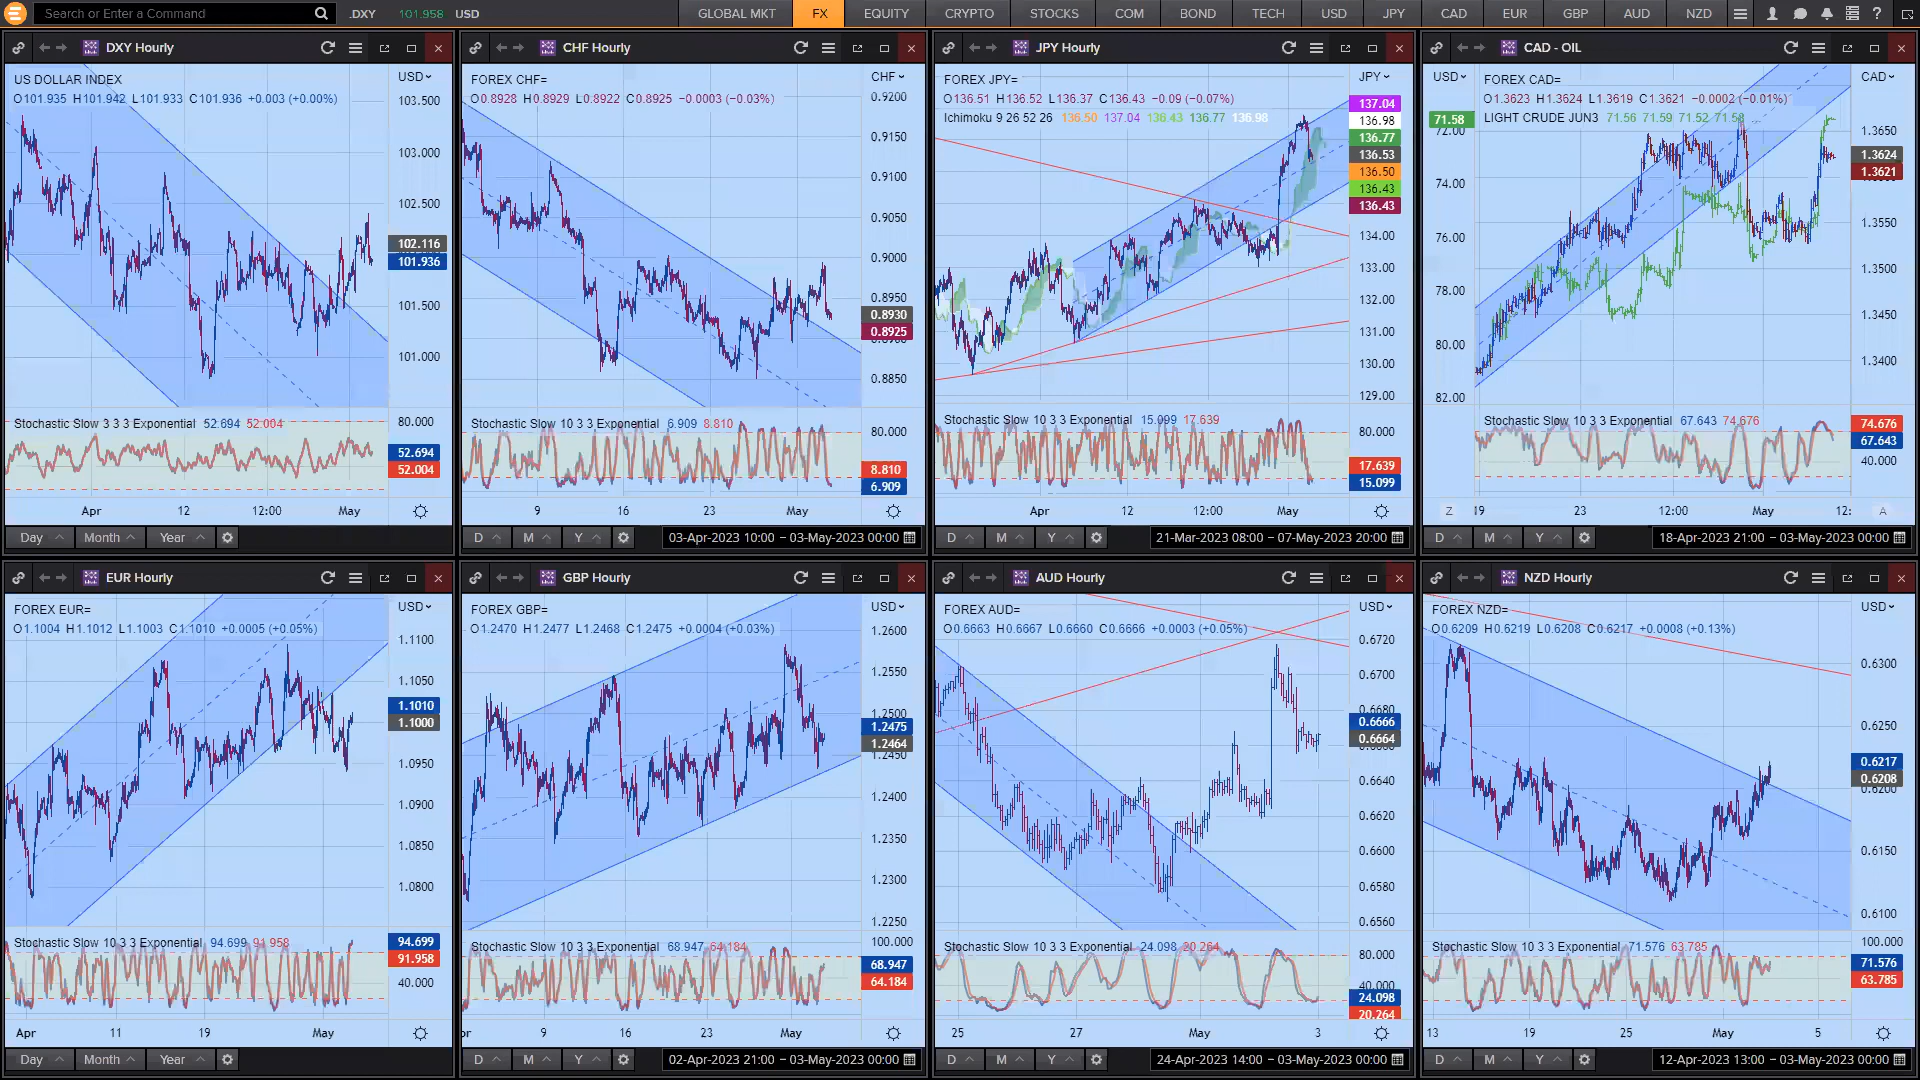 Search or Enter a Command .DXY 101.958 USD GLOBAL MKT FX EQUITY CRYPTO STOCKS COM BOND TECH USD JPY CAD EUR GBP AUD NZD ?
DXY Hourly
US DOLLAR INDEX
USD
O101.935 H101.942 L101.933 C101.936 +0.003 (+0.00%)
103.500
103.000
102.500
102.116
101.936
101.500
101.000
Stochastic Slow 3 3 3 Exponential 52.694 52.004
80.000
52.694
52.004
Apr 12 12:00 May
Day Month Year
CHF Hourly
FOREX CHF=
CHF
O0.8928 H0.8929 L0.8922 C0.8925 −0.0003 (−0.03%)
0.9200
0.9150
0.9100
0.9050
0.9000
0.8950
0.8930
0.8925
0.8850
Stochastic Slow 10 3 3 Exponential 6.909 8.810
80.000
8.810
6.909
9 16 23 May
D M Y 03-Apr-2023 10:00 − 03-May-2023 00:00
JPY Hourly
FOREX JPY=
JPY
O136.51 H136.52 L136.37 C136.43 −0.09 (−0.07%)
Ichimoku 9 26 52 26 136.50 137.04 136.43 136.77 136.98
137.04
136.98
136.77
136.53
136.50
136.43
136.43
134.00
133.00
132.00
131.00
130.00
129.00
Stochastic Slow 10 3 3 Exponential 15.099 17.639
80.000
17.639
15.099
Apr 12 12:00 May
D M Y 21-Mar-2023 08:00 − 07-May-2023 20:00
CAD - OIL
USD FOREX CAD= CAD
O1.3623 H1.3624 L1.3619 C1.3621 −0.0002 (−0.01%)
LIGHT CRUDE JUN3 71.56 71.59 71.52 71.58
71.58
72.00
74.00
76.00
78.00
80.00
82.00
1.3650
1.3624
1.3621
1.3550
1.3500
1.3450
1.3400
Stochastic Slow 10 3 3 Exponential 67.643 74.676
74.676
67.643
40.000
Z 19 23 12:00 May 12: A
D M Y 18-Apr-2023 21:00 − 03-May-2023 00:00
EUR Hourly
FOREX EUR=
USD
O1.1004 H1.1012 L1.1003 C1.1010 +0.0005 (+0.05%)
1.1100
1.1050
1.1010
1.1000
1.0950
1.0900
1.0850
1.0800
Stochastic Slow 10 3 3 Exponential 94.699 91.958
94.699
91.958
40.000
Apr 11 19 May
Day Month Year
GBP Hourly
FOREX GBP=
USD
O1.2470 H1.2477 L1.2468 C1.2475 +0.0004 (+0.03%)
1.2600
1.2550
1.2500
1.2475
1.2464
1.2450
1.2400
1.2350
1.2300
1.2250
Stochastic Slow 10 3 3 Exponential 68.947 64.184
100.000
68.947
64.184
9 16 23 May
D M Y 02-Apr-2023 21:00 − 03-May-2023 00:00
AUD Hourly
FOREX AUD=
USD
O0.6663 H0.6667 L0.6660 C0.6666 +0.0003 (+0.05%)
0.6720
0.6700
0.6680
0.6666
0.6664
0.6640
0.6620
0.6600
0.6580
0.6560
Stochastic Slow 10 3 3 Exponential 24.098 20.264
80.000
40.000
24.098
20.264
25 27 May 3
D M Y 24-Apr-2023 14:00 − 03-May-2023 00:00
NZD Hourly
FOREX NZD=
USD
O0.6209 H0.6219 L0.6208 C0.6217 +0.0008 (+0.13%)
0.6300
0.6250
0.6217
0.6208
0.6200
0.6150
0.6100
Stochastic Slow 10 3 3 Exponential 71.576 63.785
100.000
71.576
63.785
13 19 25 May 5
D M Y 12-Apr-2023 13:00 − 03-May-2023 00:00